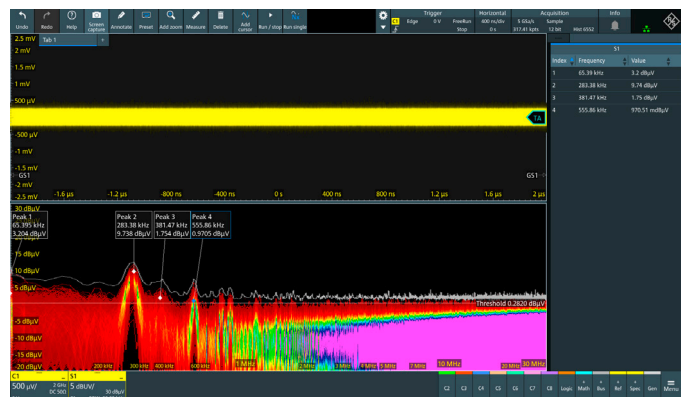 Undo Redo Help Screen capture Annotate Preset Add zoom Measure Delete Add cursor Run / stop Run single
Trigger Horizontal Acquisition Info
C1 Edge 0 V FreeRun 400 ns/div 5 GSa/s Sample
Stop 0 s 317.41 kpts 12 bit Hist 6552
2.5 mV Tab 1 +
2 mV
1.5 mV
1 mV
500 µV
TA
-500 µV
-1 mV
-1.5 mV
GS1 GS1
-2 mV
-2.5 mV -1.6 µs -1.2 µs -800 ns -400 ns 0 s 400 ns 800 ns 1.2 µs 1.6 µs 2 µs
S1
Index Frequency Value
1 65.39 kHz 3.2 dBµV
2 283.38 kHz 9.74 dBµV
3 381.47 kHz 1.75 dBµV
4 555.86 kHz 970.51 mdBµV
30 dBµV
Peak 1
65.395 kHz
3.204 dBµV
Peak 2
283.38 kHz
9.738 dBµV
Peak 3
381.47 kHz
1.754 dBµV
Peak 4
555.86 kHz
0.9705 dBµV
15 dBµV
10 dBµV
5 dBµV
Threshold 0.2820 dBµV
-5 dBµV
-10 dBµV
-15 dBµV
-20 dBµV 200 kHz 300 kHz 400 kHz 600 kHz 1 MHz 2 MHz 3 MHz 4 MHz 5 MHz 7 MHz 10 MHz 20 MHz 30 MHz
C1 S1
500 µV/ 2 GHz 5 dBUV/
DC 50Ω 30 dBµV
C2 C3 C4 C5 C6 C7 C8 Logic Math Bus Ref Spec Gen Menu